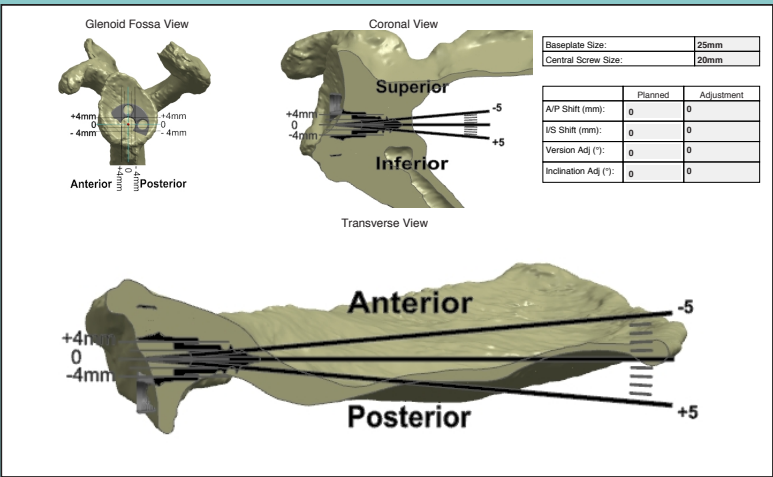 Glenoid Fossa View
Coronal View
Baseplate Size: 25mm
Central Screw Size: 20mm
Planned Adjustment
A/P Shift (mm): 0 0
I/S Shift (mm): 0 0
Version Adj (°): 0 0
Inclination Adj (°): 0 0
+4mm
0
- 4mm
+4mm
0
- 4mm
+4mm
0
-4mm
Anterior
Posterior
Superior
+4mm
0
-4mm
-5
+5
Inferior
Transverse View
Anterior
-5
+4mm
0
-4mm
+5
Posterior